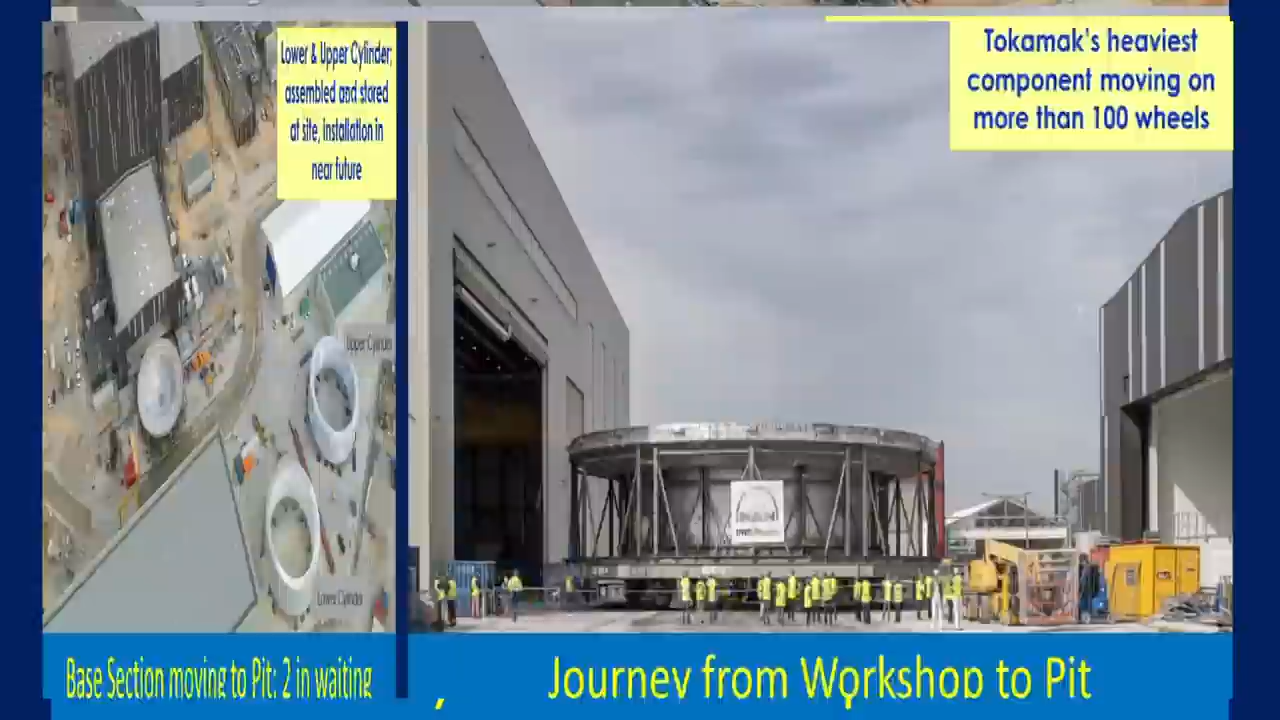 Lower & Upper Cylinder;
assembled and stored
at site, installation in
near future
Upper Cylinder
Lower Cylinder
Base Section moving to Pit; 2 in waiting
Tokamak's heaviest
component moving on
more than 100 wheels
Journey from Workshop to Pit